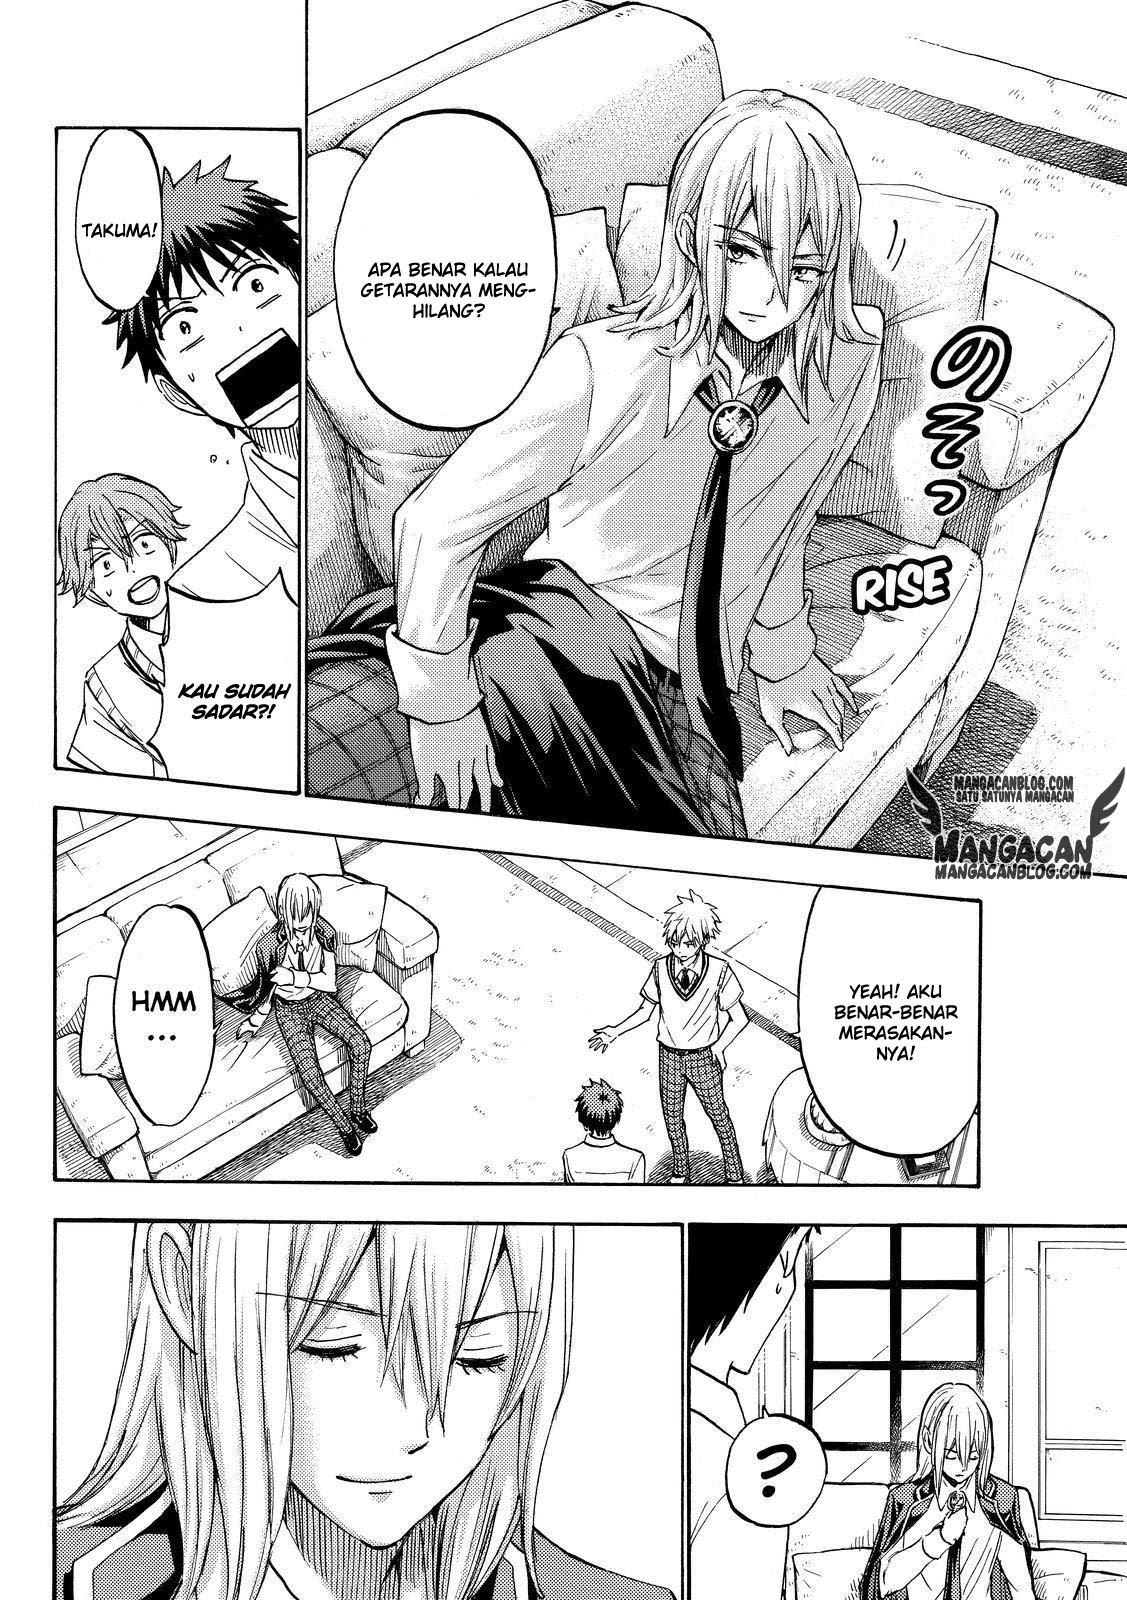 APA BENAR KALAU
GETARANNYA MENG-
HILANG?
のそっ
RISE
TAKUMA!
KAU SUDAH
SADAR?!
MANGACANBLOG.COM
SATU SATUNYA MANGACAN
MANGACAN
MANGACANBLOG.COM
YEAH! AKU
BENAR-BENAR
MERASAKAN-
NYA!
HMM
...
?